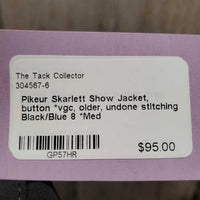 The Tack Collector
304567-6
Pikeur Skarlett Show Jacket,
button *vgc, older, undone stitching
Black/Blue 8 *Med
$95.00
GP57HR